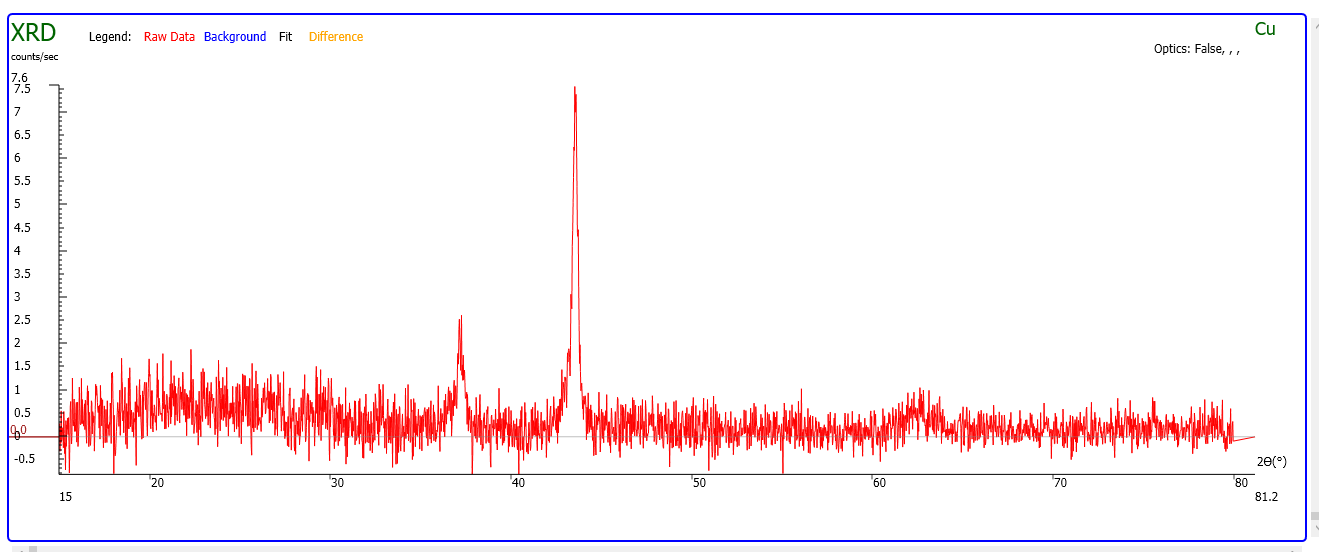 XRD
Legend: Raw Data Background Fit Difference
Cu
Optics: False, , ,
counts/sec
7.6
7.5
7
6.5
6
5.5
5
4.5
4
3.5
3
2.5
2
1.5
1
0.5
0.0
0
-0.5
2Θ(°)
20 30 40 50 60 70 80
15 81.2